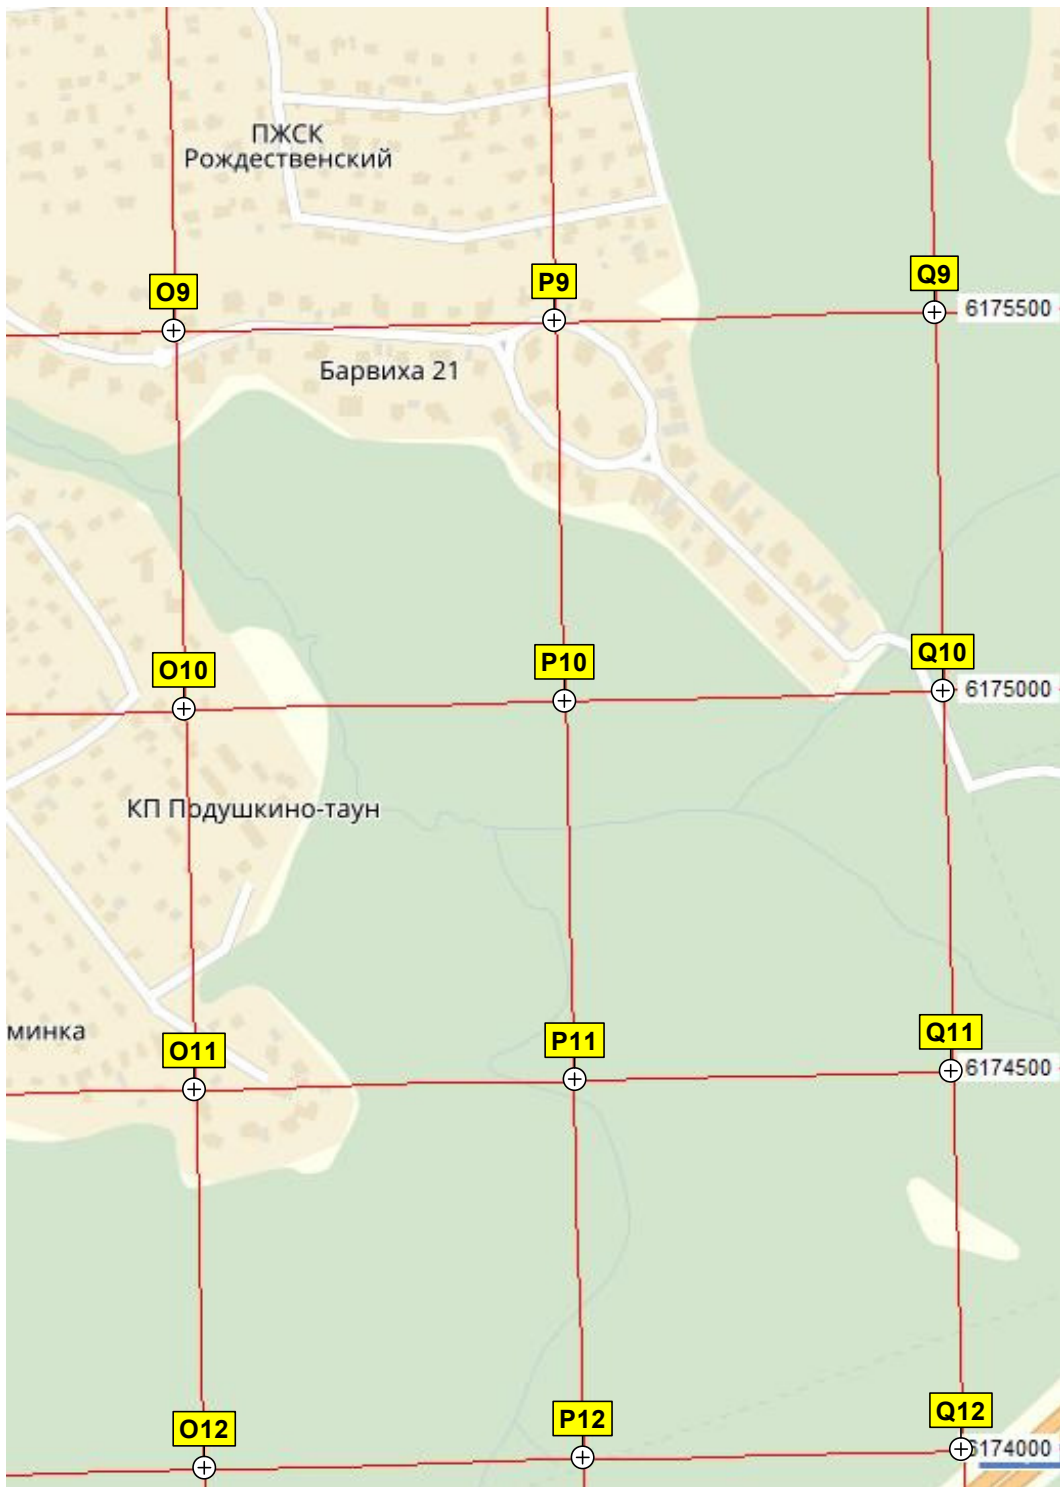 ПЖСК
Рождественский
O9
P9
Q9
6175500
Барвиха 21
O10
P10
Q10
6175000
КП Подушкино-таун
минка
O11
P11
Q11
6174500
O12
P12
Q12
6174000